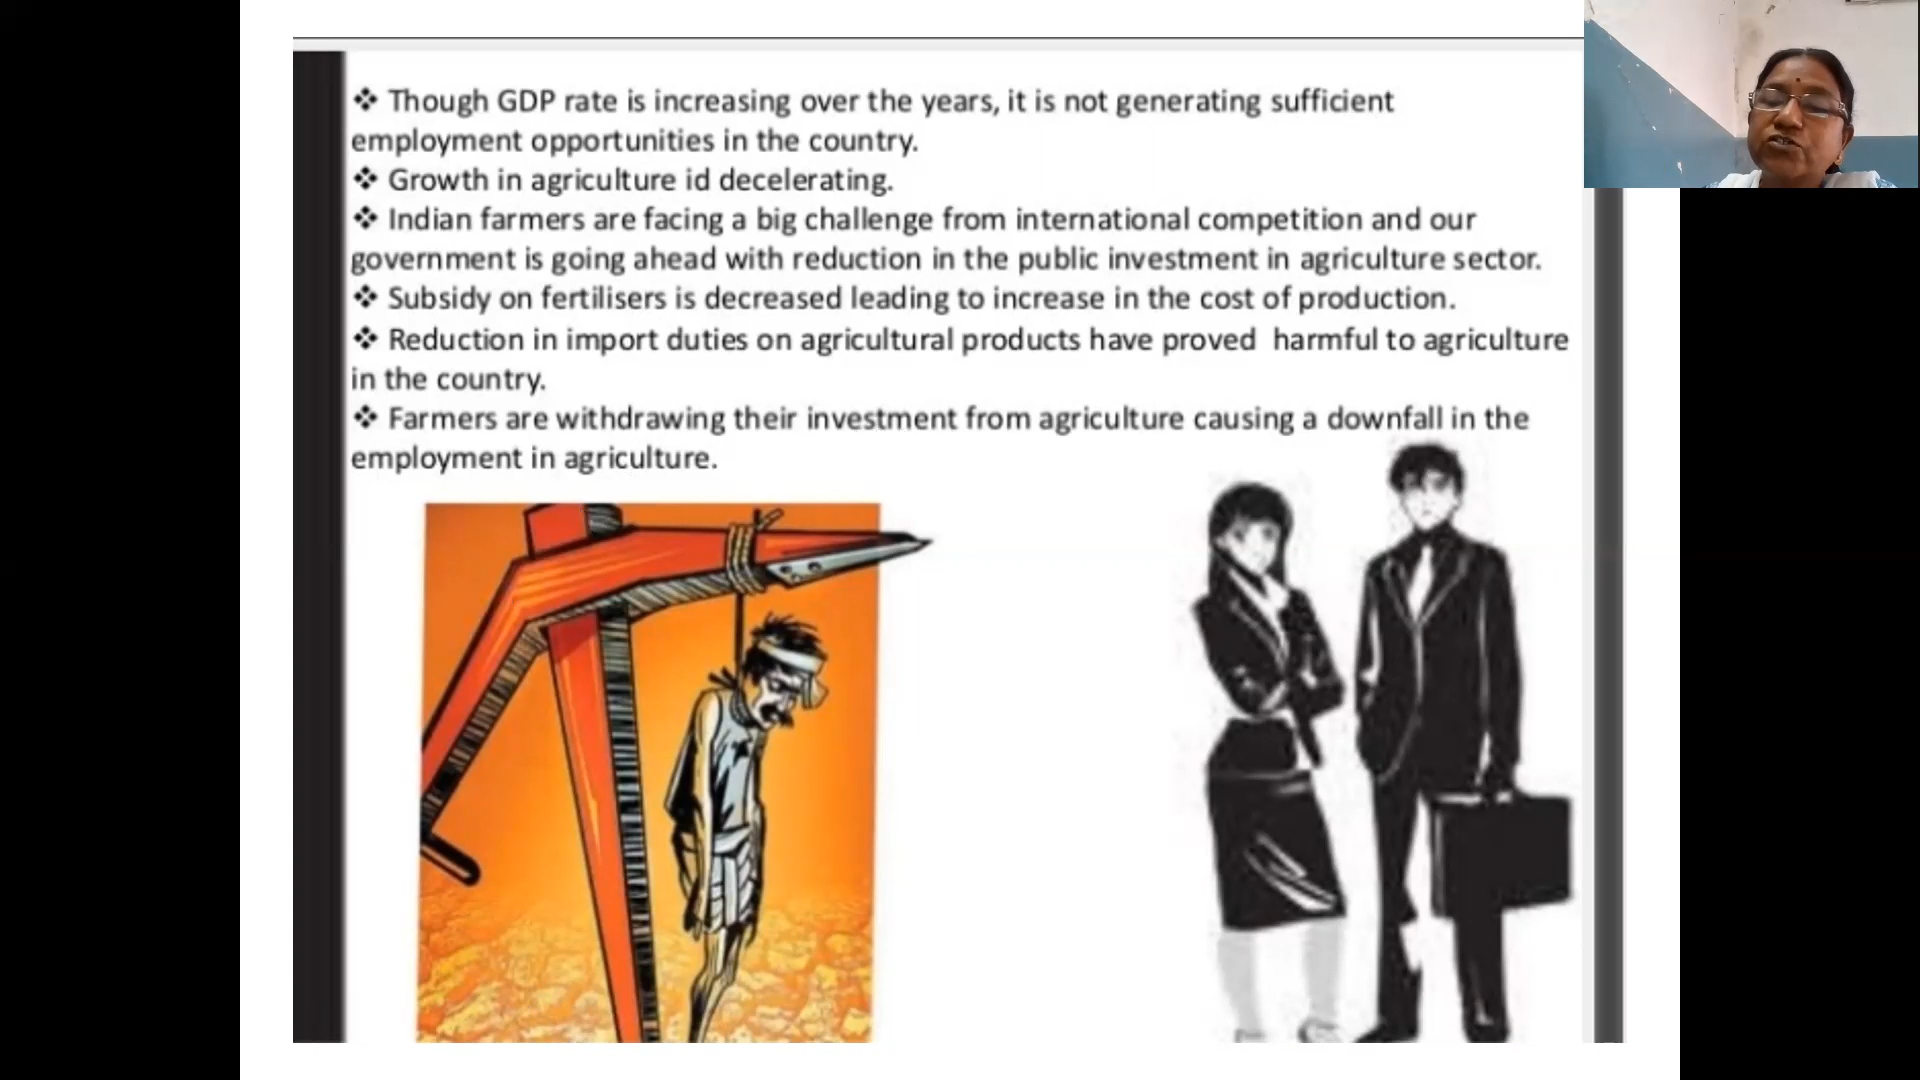 ❖ Though GDP rate is increasing over the years, it is not generating sufficient
employment opportunities in the country.
❖ Growth in agriculture id decelerating.
❖ Indian farmers are facing a big challenge from international competition and our
government is going ahead with reduction in the public investment in agriculture sector.
❖ Subsidy on fertilisers is decreased leading to increase in the cost of production.
❖ Reduction in import duties on agricultural products have proved harmful to agriculture
in the country.
❖ Farmers are withdrawing their investment from agriculture causing a downfall in the
employment in agriculture.